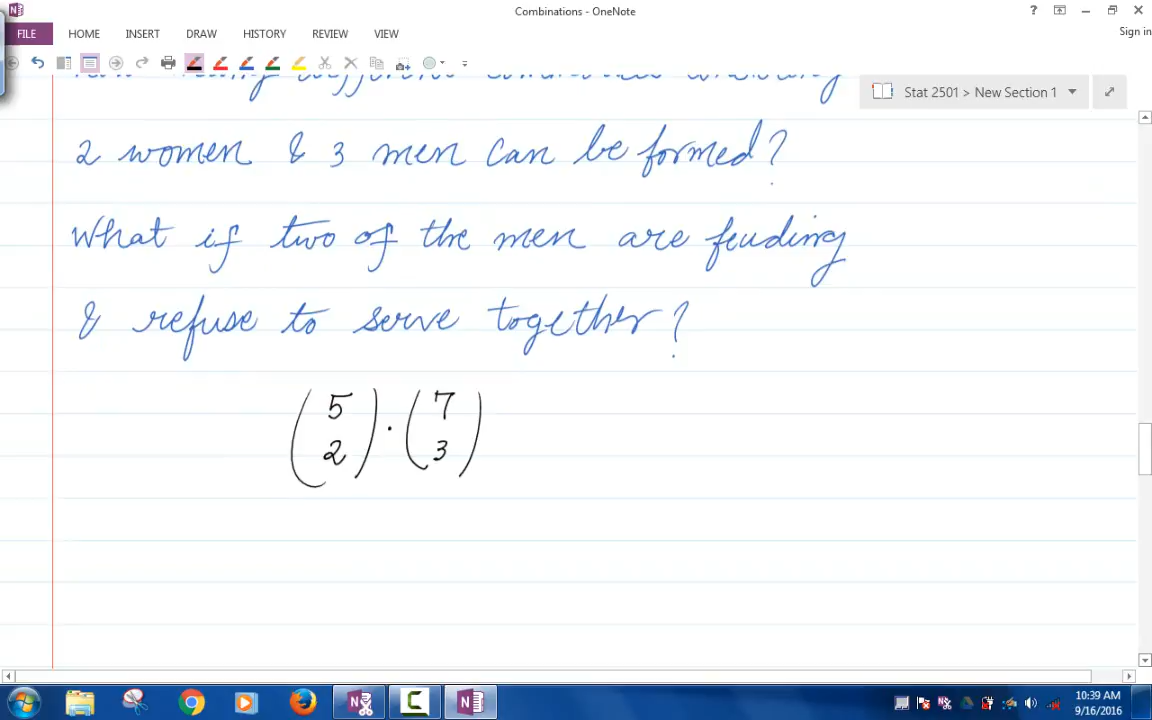 Combinations - OneNote
Sign in
FILE HOME INSERT DRAW HISTORY REVIEW VIEW
Stat 2501 > New Section 1
2 women & 3 men can be formed?
What if two of the men are feuding
& refuse to serve together?
(5 2) · (7 3)
10:39 AM
9/16/2016